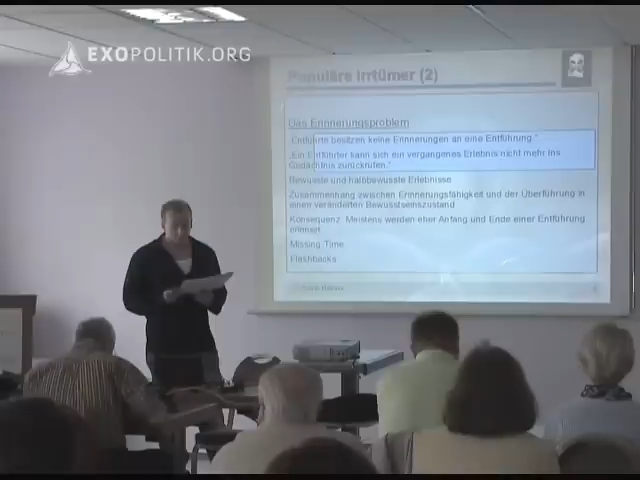 EXOPOLITIK.ORG
Populäre Irrtümer (2)
Das Erinnerungsproblem
„Entführte besitzen keine Erinnerungen an eine Entführung.“
„Ein Entführter kann sich ein vergangenes Erlebnis nicht mehr ins
Gedächtnis zurückrufen.“
Bewusste und halbbewusste Erlebnisse
Zusammenhang zwischen Erinnerungsfähigkeit und der Überführung in
einen veränderten Bewusstseinszustand
Konsequenz: Meistens werden eher Anfang und Ende einer Entführung
erinnert
Missing Time
Flashbacks